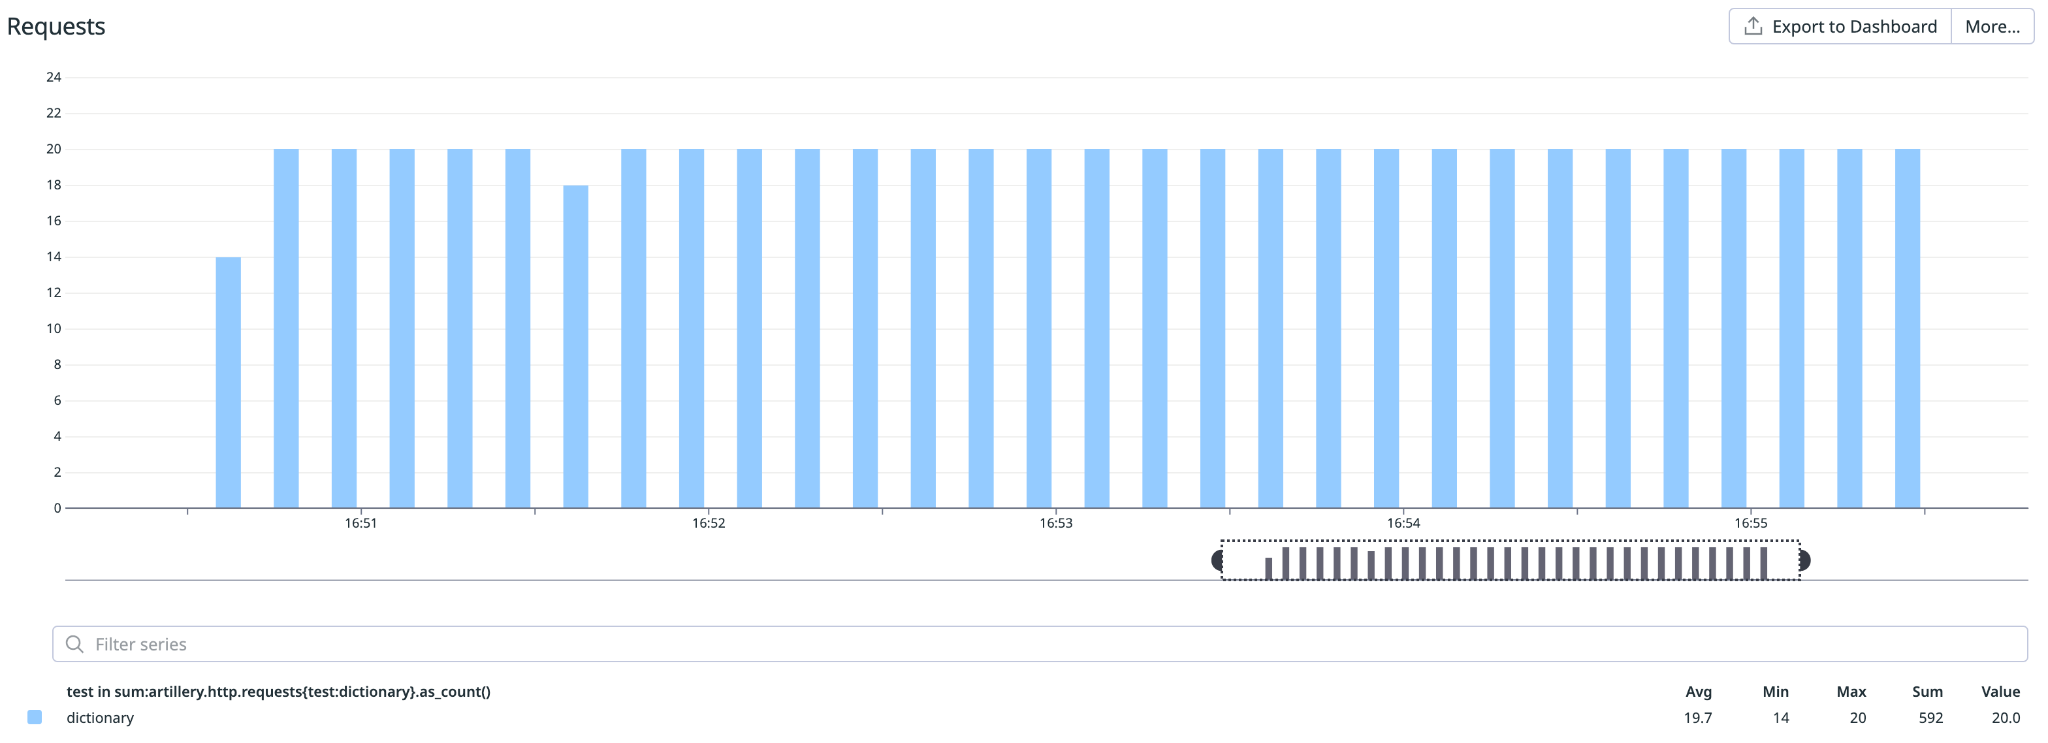 Requests
Export to Dashboard
More...
24
22
20
18
16
14
12
10
8
6
4
2
0
16:51 16:52 16:53 16:54 16:55
Filter series
test in sum:artillery.http.requests{test:dictionary}.as_count() Avg Min Max Sum Value
dictionary 19.7 14 20 592 20.0